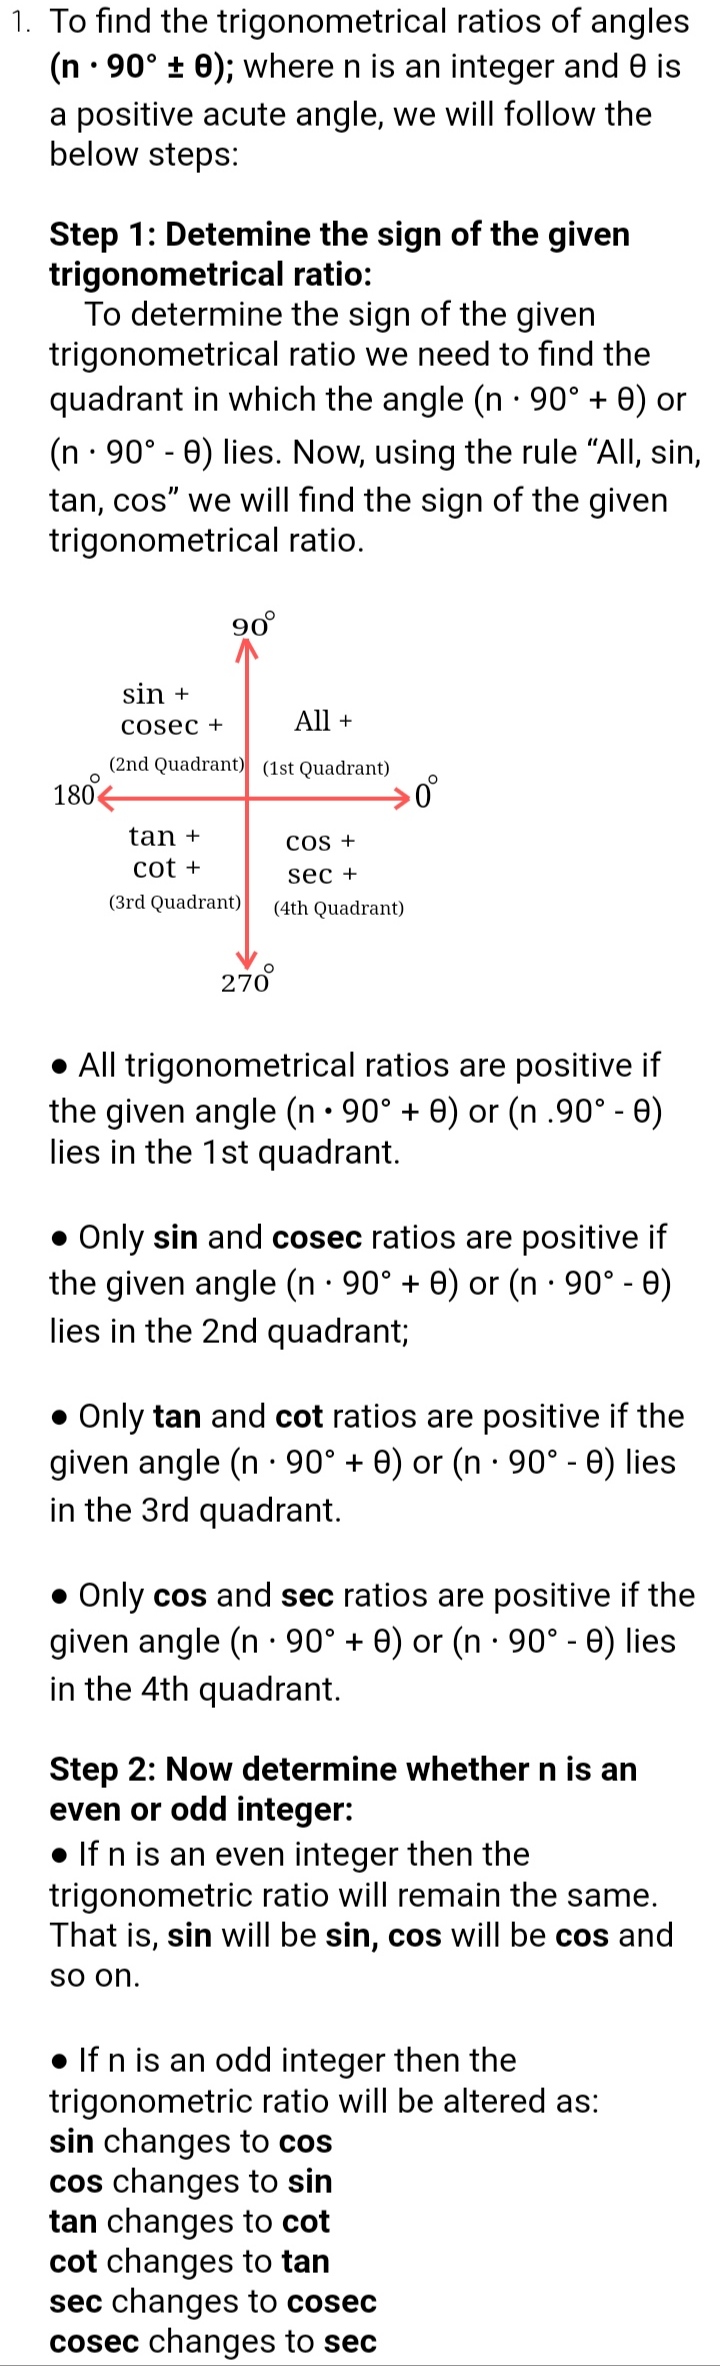 1. To find the trigonometrical ratios of angles
(n · 90° ± θ); where n is an integer and θ is
a positive acute angle, we will follow the
below steps:
Step 1: Detemine the sign of the given
trigonometrical ratio:
To determine the sign of the given
trigonometrical ratio we need to find the
quadrant in which the angle (n · 90° + θ) or
(n · 90° - θ) lies. Now, using the rule “All, sin,
tan, cos” we will find the sign of the given
trigonometrical ratio.
90°
sin +
cosec +
(2nd Quadrant)
All +
(1st Quadrant)
180°
0°
tan +
cot +
(3rd Quadrant)
cos +
sec +
(4th Quadrant)
270°
● All trigonometrical ratios are positive if
the given angle (n · 90° + θ) or (n .90° - θ)
lies in the 1st quadrant.
● Only sin and cosec ratios are positive if
the given angle (n · 90° + θ) or (n · 90° - θ)
lies in the 2nd quadrant;
● Only tan and cot ratios are positive if the
given angle (n · 90° + θ) or (n · 90° - θ) lies
in the 3rd quadrant.
● Only cos and sec ratios are positive if the
given angle (n · 90° + θ) or (n · 90° - θ) lies
in the 4th quadrant.
Step 2: Now determine whether n is an
even or odd integer:
● If n is an even integer then the
trigonometric ratio will remain the same.
That is, sin will be sin, cos will be cos and
so on.
● If n is an odd integer then the
trigonometric ratio will be altered as:
sin changes to cos
cos changes to sin
tan changes to cot
cot changes to tan
sec changes to cosec
cosec changes to sec